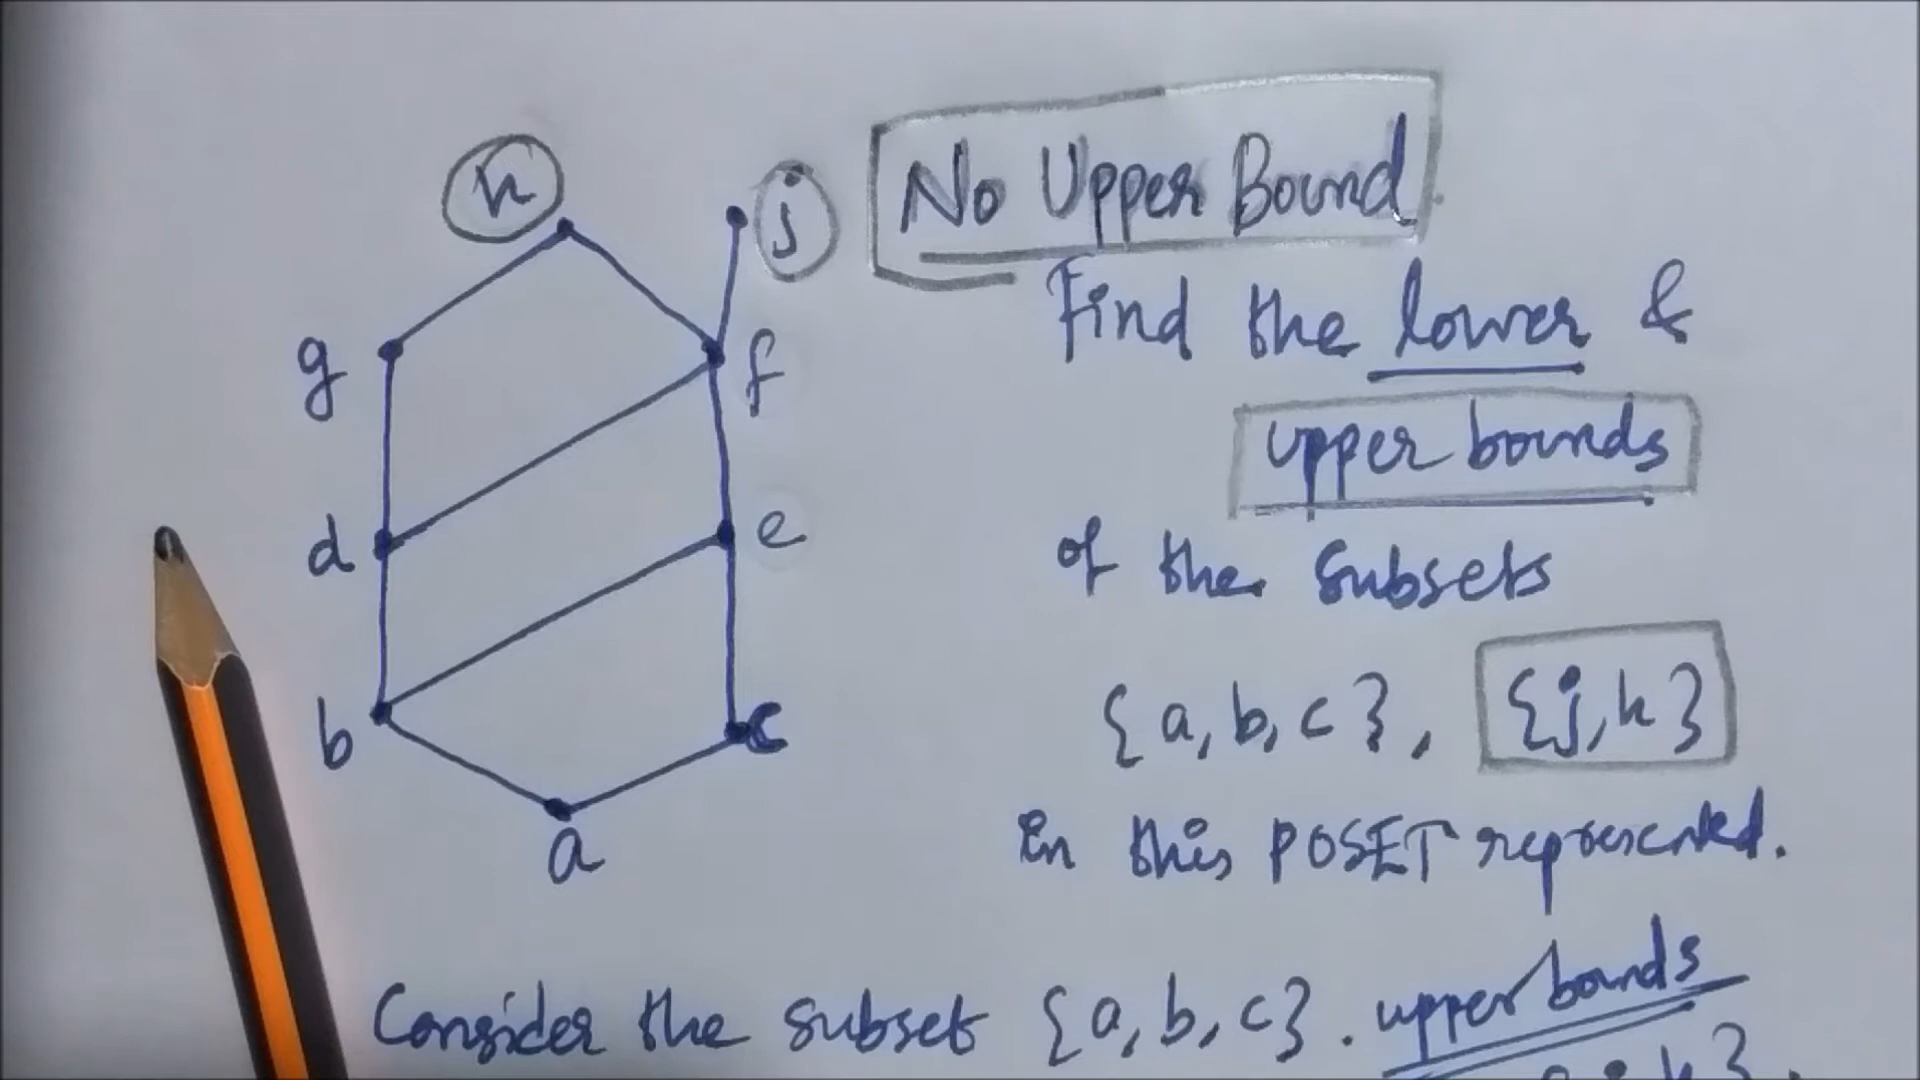 h
j
No Upper Bound
Find the lower &
g
f
upper bounds
d
e
of the Subsets
b
c
{a, b, c}, {j, h}
a
in this POSET represented.
Consider the subset {a, b, c}. upper bounds